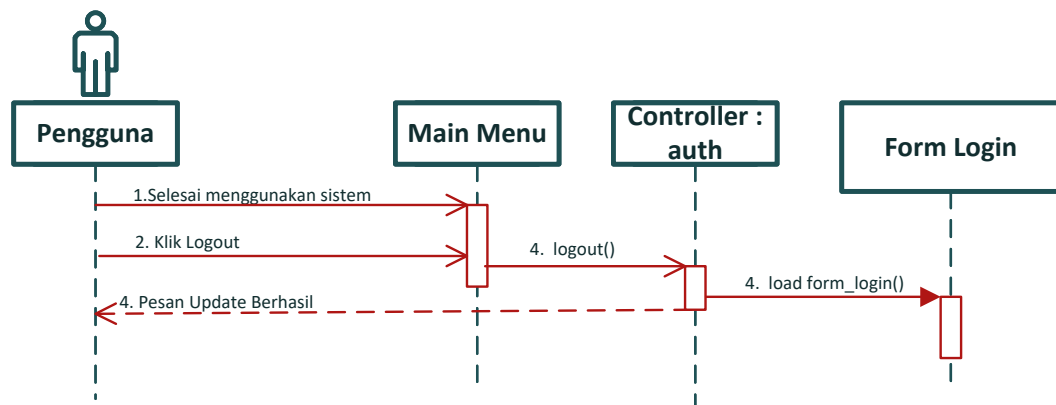 Pengguna
Main Menu
Controller :
auth
Form Login
1.Selesai menggunakan sistem
2. Klik Logout
4.  logout()
4.  load form_login()
4. Pesan Update Berhasil